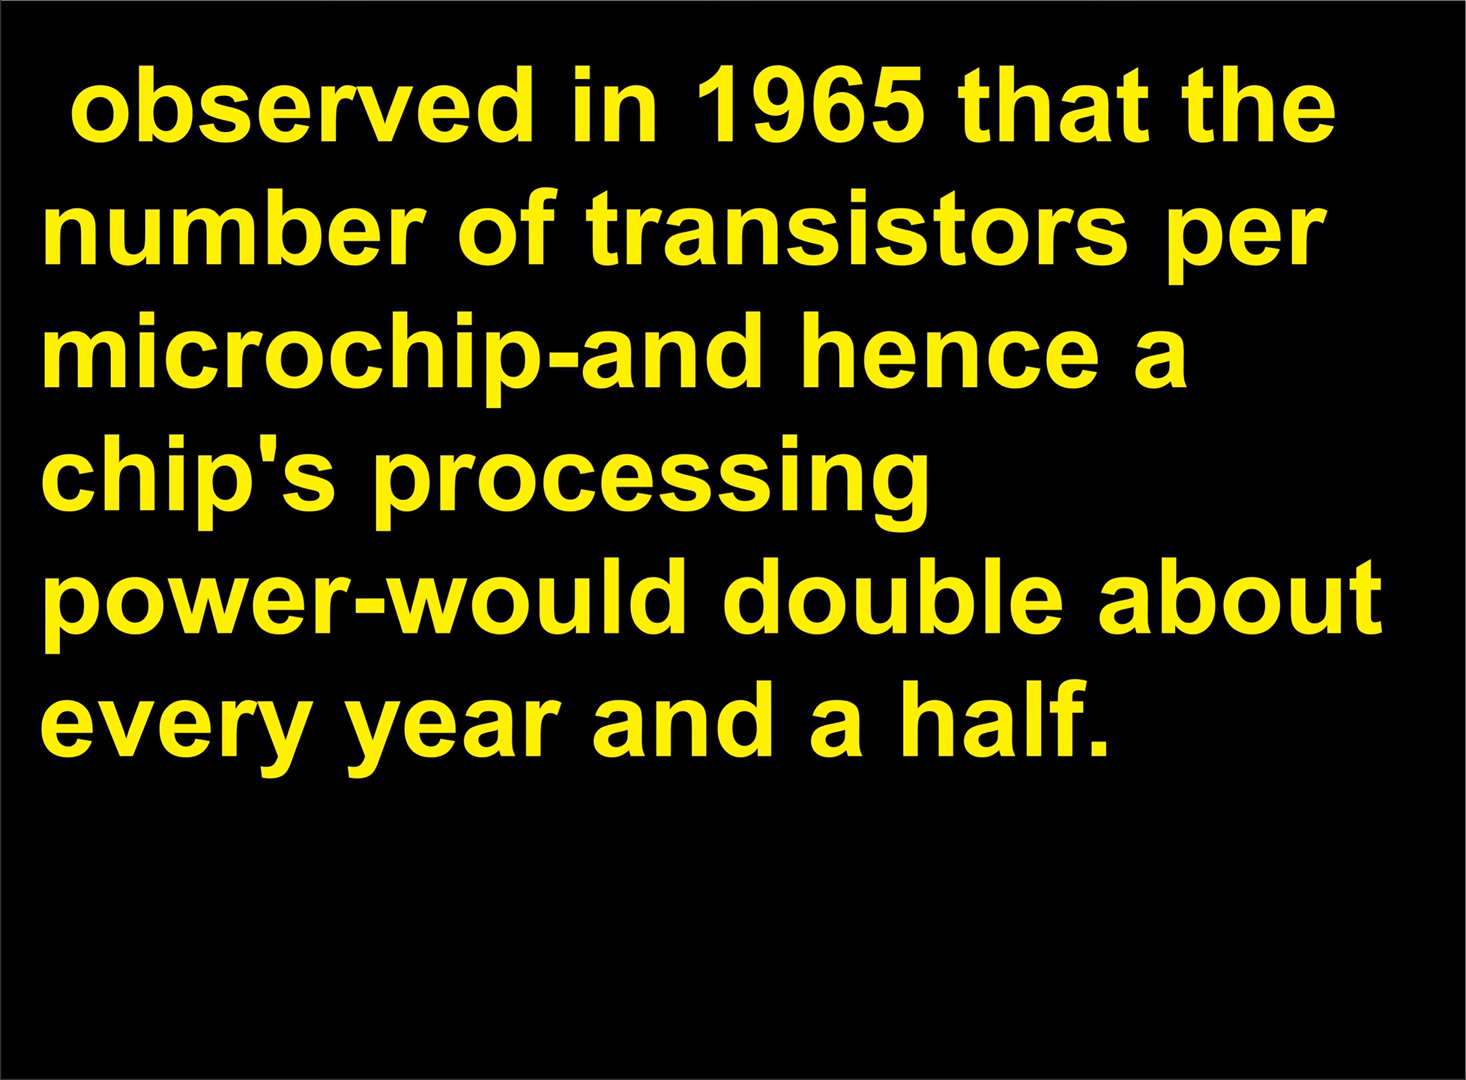 observed in 1965 that the
number of transistors per
microchip-and hence a
chip's processing
power-would double about
every year and a half.